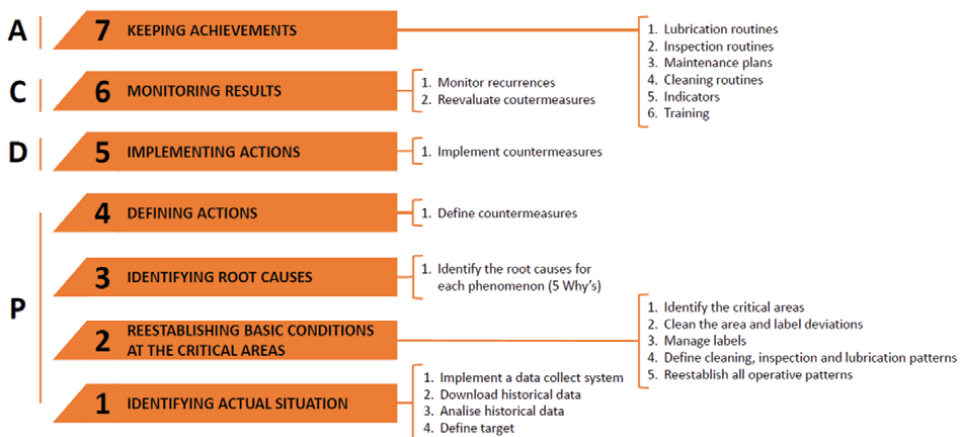 A
7 KEEPING ACHIEVEMENTS
1. Lubrication routines
2. Inspection routines
3. Maintenance plans
4. Cleaning routines
5. Indicators
6. Training
C
6 MONITORING RESULTS
1. Monitor recurrences
2. Reevaluate coutermeasures
D
5 IMPLEMENTING ACTIONS
1. Implement countermeasures
P
4 DEFINING ACTIONS
1. Define countermeasures
3 IDENTIFYING ROOT CAUSES
1. Identify the root causes for
each phenomenon (5 Why's)
2 REESTABLISHING BASIC CONDITIONS
AT THE CRITICAL AREAS
1. Identify the critical areas
2. Clean the area and label deviations
3. Manage labels
4. Define cleaning, inspection and lubrication patterns
5. Reestablish all operative patterns
1 IDENTIFYING ACTUAL SITUATION
1. Implement a data collect system
2. Download historical data
3. Analise historical data
4. Define target